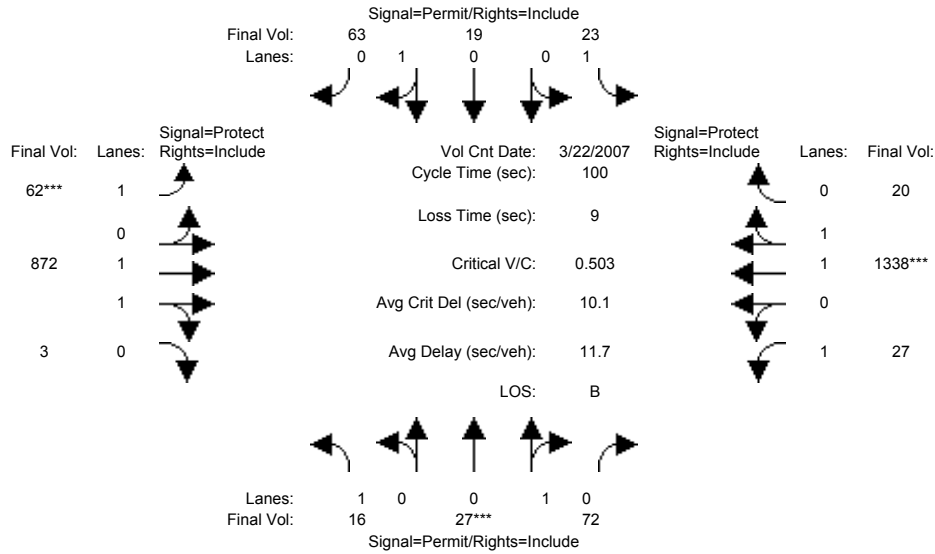 Signal=Permit/Rights=Include
Final Vol: 63 19 23
Lanes: 0 1 0 0 1
Signal=Protect Signal=Protect
Final Vol: Lanes: Rights=Include Vol Cnt Date: 3/22/2007 Rights=Include Lanes: Final Vol:
Cycle Time (sec): 100
62*** 1 0 20
Loss Time (sec): 9
0 1
872 1 Critical V/C: 0.503 1 1338***
1 Avg Crit Del (sec/veh): 10.1 0
3 0 Avg Delay (sec/veh): 11.7 1 27
LOS: B
Lanes: 1 0 0 1 0
Final Vol: 16 27*** 72
Signal=Permit/Rights=Include